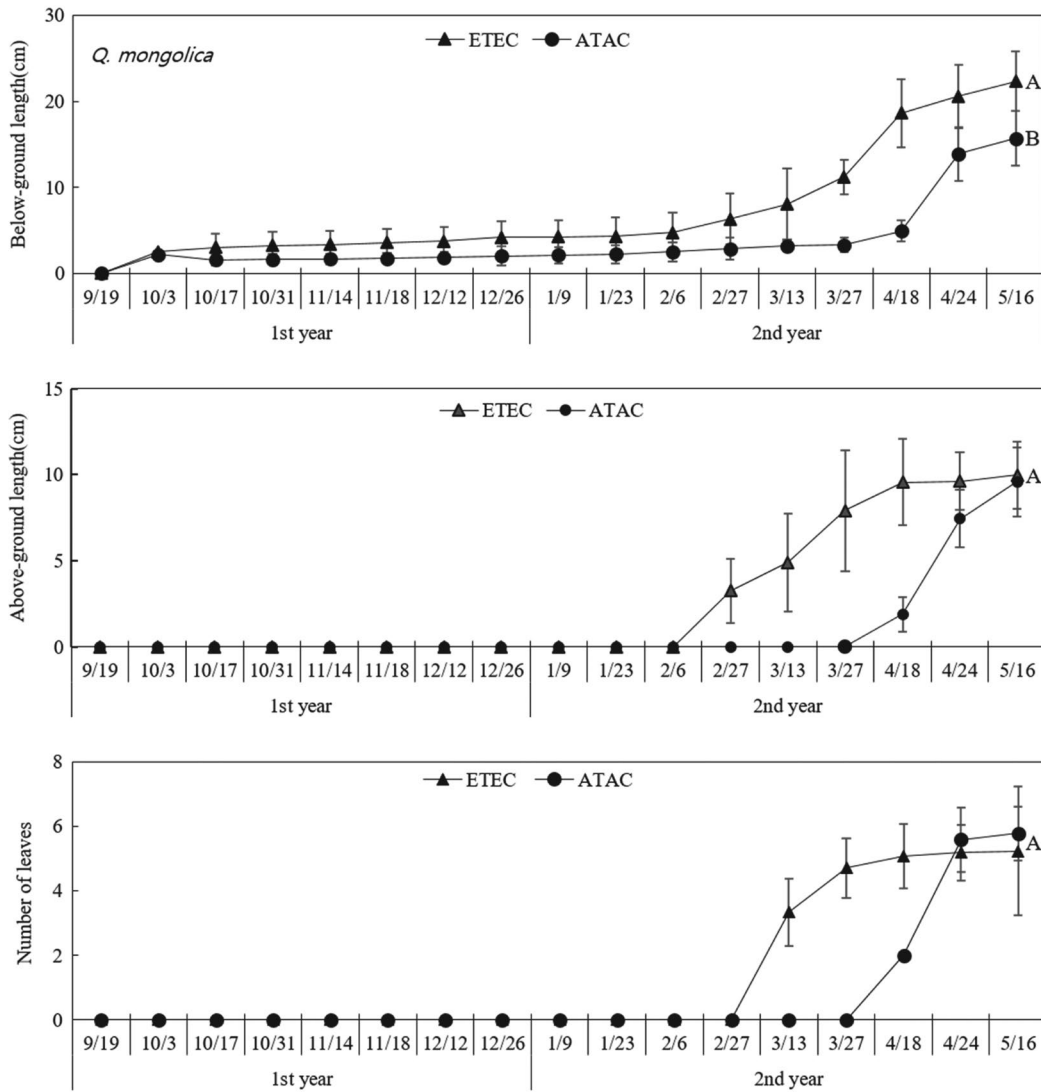 30
Q. mongolica
ETEC ATAC
20
10
0
A
B
Below-ground length(cm)
9/19 10/3 10/17 10/31 11/14 11/18 12/12 12/26 1/9 1/23 2/6 2/27 3/13 3/27 4/18 4/24 5/16
1st year 2nd year
15
ETEC ATAC
10
5
0
A
Above-ground length(cm)
9/19 10/3 10/17 10/31 11/14 11/18 12/12 12/26 1/9 1/23 2/6 2/27 3/13 3/27 4/18 4/24 5/16
1st year 2nd year
8
ETEC ATAC
6
4
2
0
A
Number of leaves
9/19 10/3 10/17 10/31 11/14 11/18 12/12 12/26 1/9 1/23 2/6 2/27 3/13 3/27 4/18 4/24 5/16
1st year 2nd year